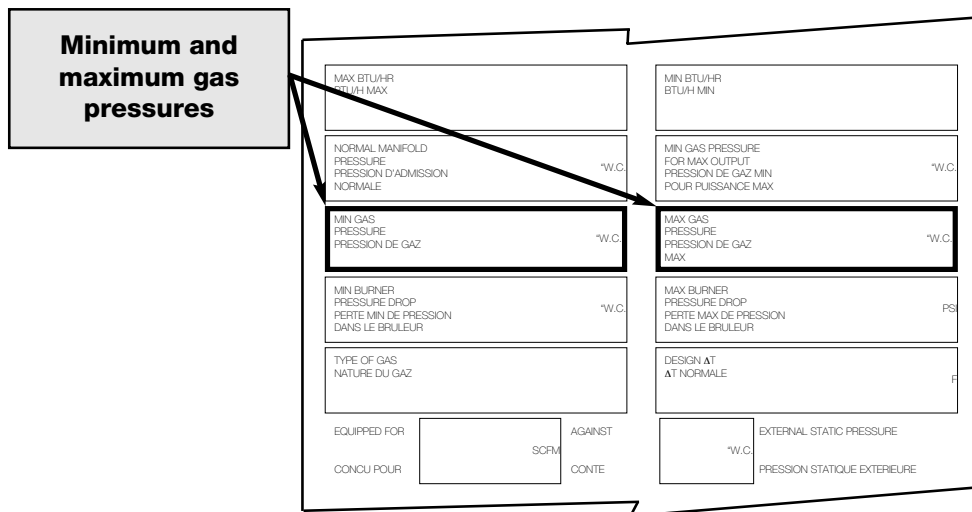 Minimum and
maximum gas
pressures
MAX BTU/HR
BTU/H MAX
MIN BTU/HR
BTU/H MIN
NORMAL MANIFOLD
PRESSURE
PRESSION D'ADMISSION
NORMALE
"W.C.
MIN GAS PRESSURE
FOR MAX OUTPUT
PRESSION DE GAZ MIN
POUR PUISSANCE MAX
"W.C.
MIN GAS
PRESSURE
PRESSION DE GAZ
"W.C.
MAX GAS
PRESSURE
PRESSION DE GAZ
MAX
"W.C.
MIN BURNER
PRESSURE DROP
PERTE MIN DE PRESSION
DANS LE BRULEUR
"W.C.
MAX BURNER
PRESSURE DROP
PERTE MAX DE PRESSION
DANS LE BRULEUR
PSI
TYPE OF GAS
NATURE DU GAZ
DESIGN ΔT
ΔT NORMALE
F
EQUIPPED FOR
SCFM
AGAINST
"W.C.
EXTERNAL STATIC PRESSURE
CONCU POUR
CONTE
PRESSION STATIQUE EXTERIEURE